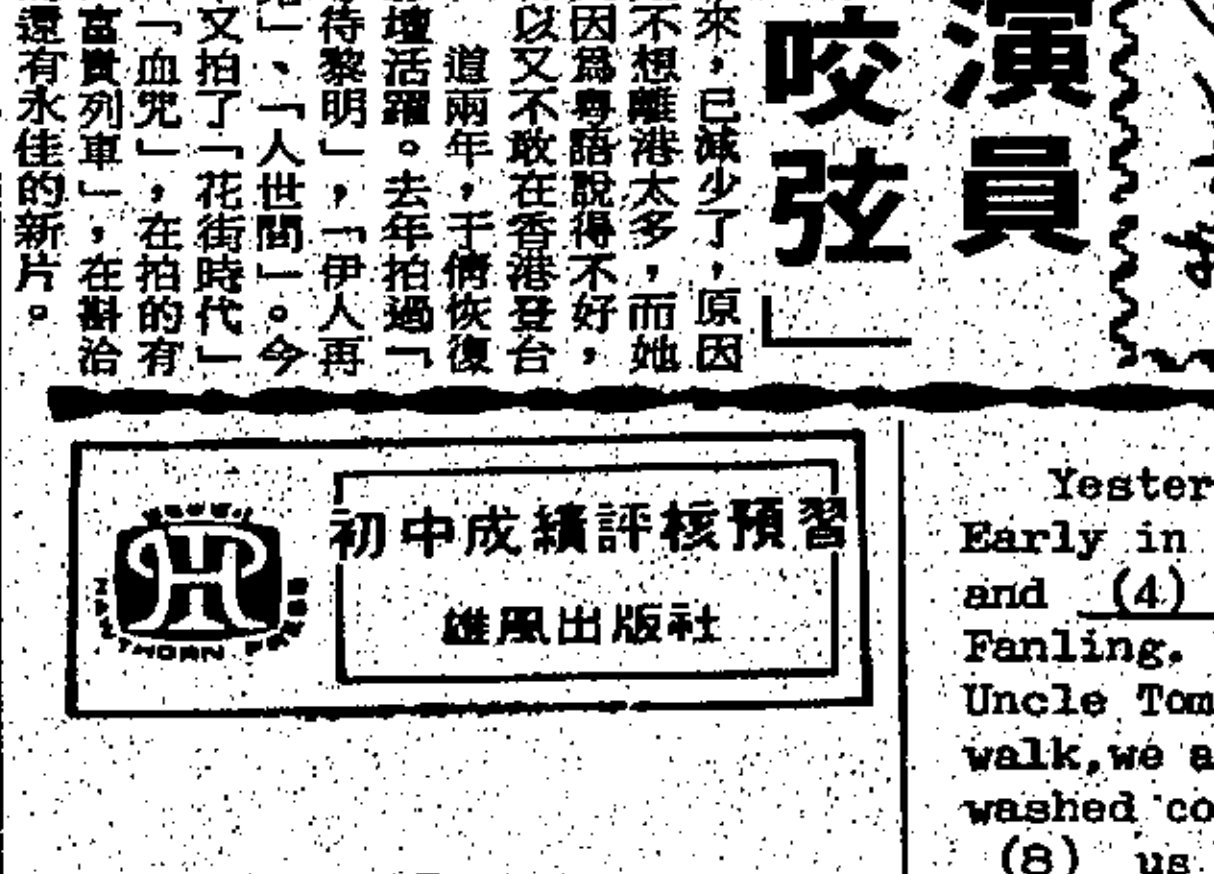 演員
咬弦」
來，已減少了，原因
不想離港太多，而她
因爲粵語說得不好，
以又不敢在香港登台
道兩年，于倩恢復
壇活躍。去年拍過「
待黎明」，「伊人再
」、「人世間」。今
又拍了「花街時代」
「血咒」，在拍的有
富貴列車」，在斟洽
還有永佳的新片。
初中成績評核預習
雄風出版社
HAWTHORN PRESS
Yester
Early in
and (4)
Fanling.
Uncle Tom
walk,we a
washed co
(8) us